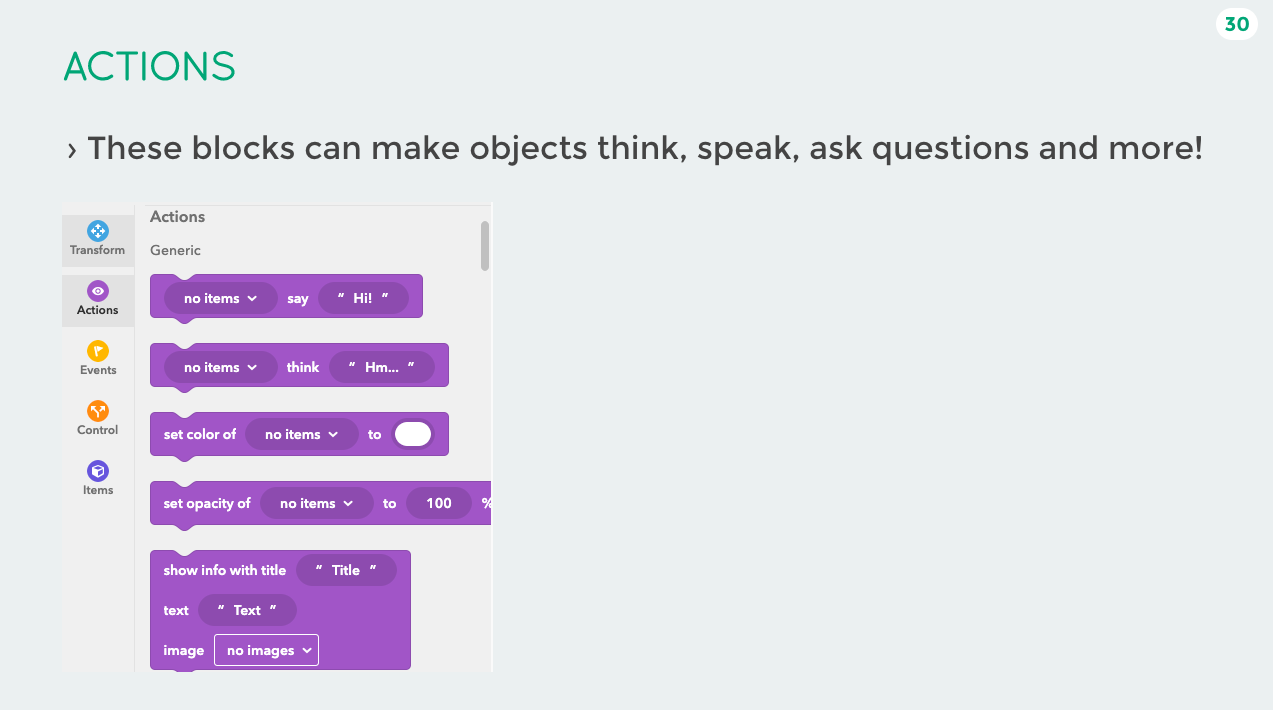 30
ACTIONS
› These blocks can make objects think, speak, ask questions and more!
Transform
Actions
Events
Control
Items
Actions
Generic
no items say “ Hi! ”
no items think “ Hm... ”
set color of no items to
set opacity of no items to 100 %
show info with title “ Title ”
text “ Text ”
image no images